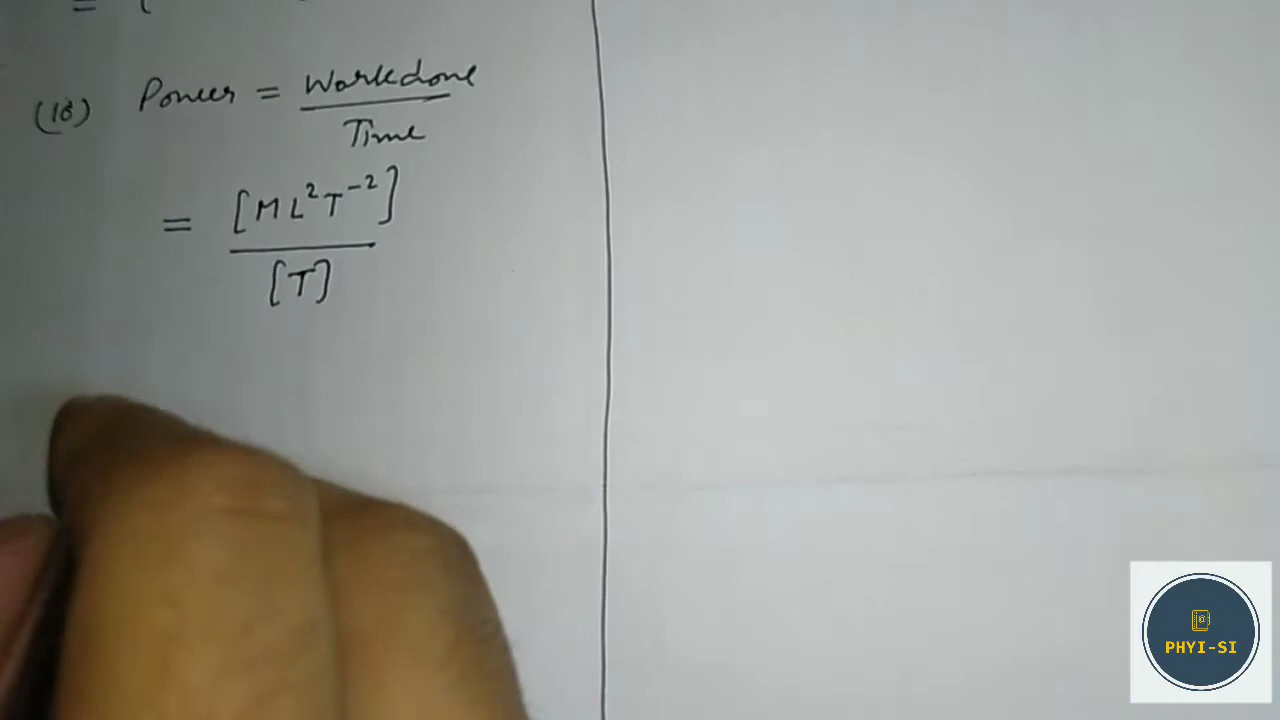 (18) Power = Workdone
Time
= [ML²T⁻²]
[T]
PHYI-SI